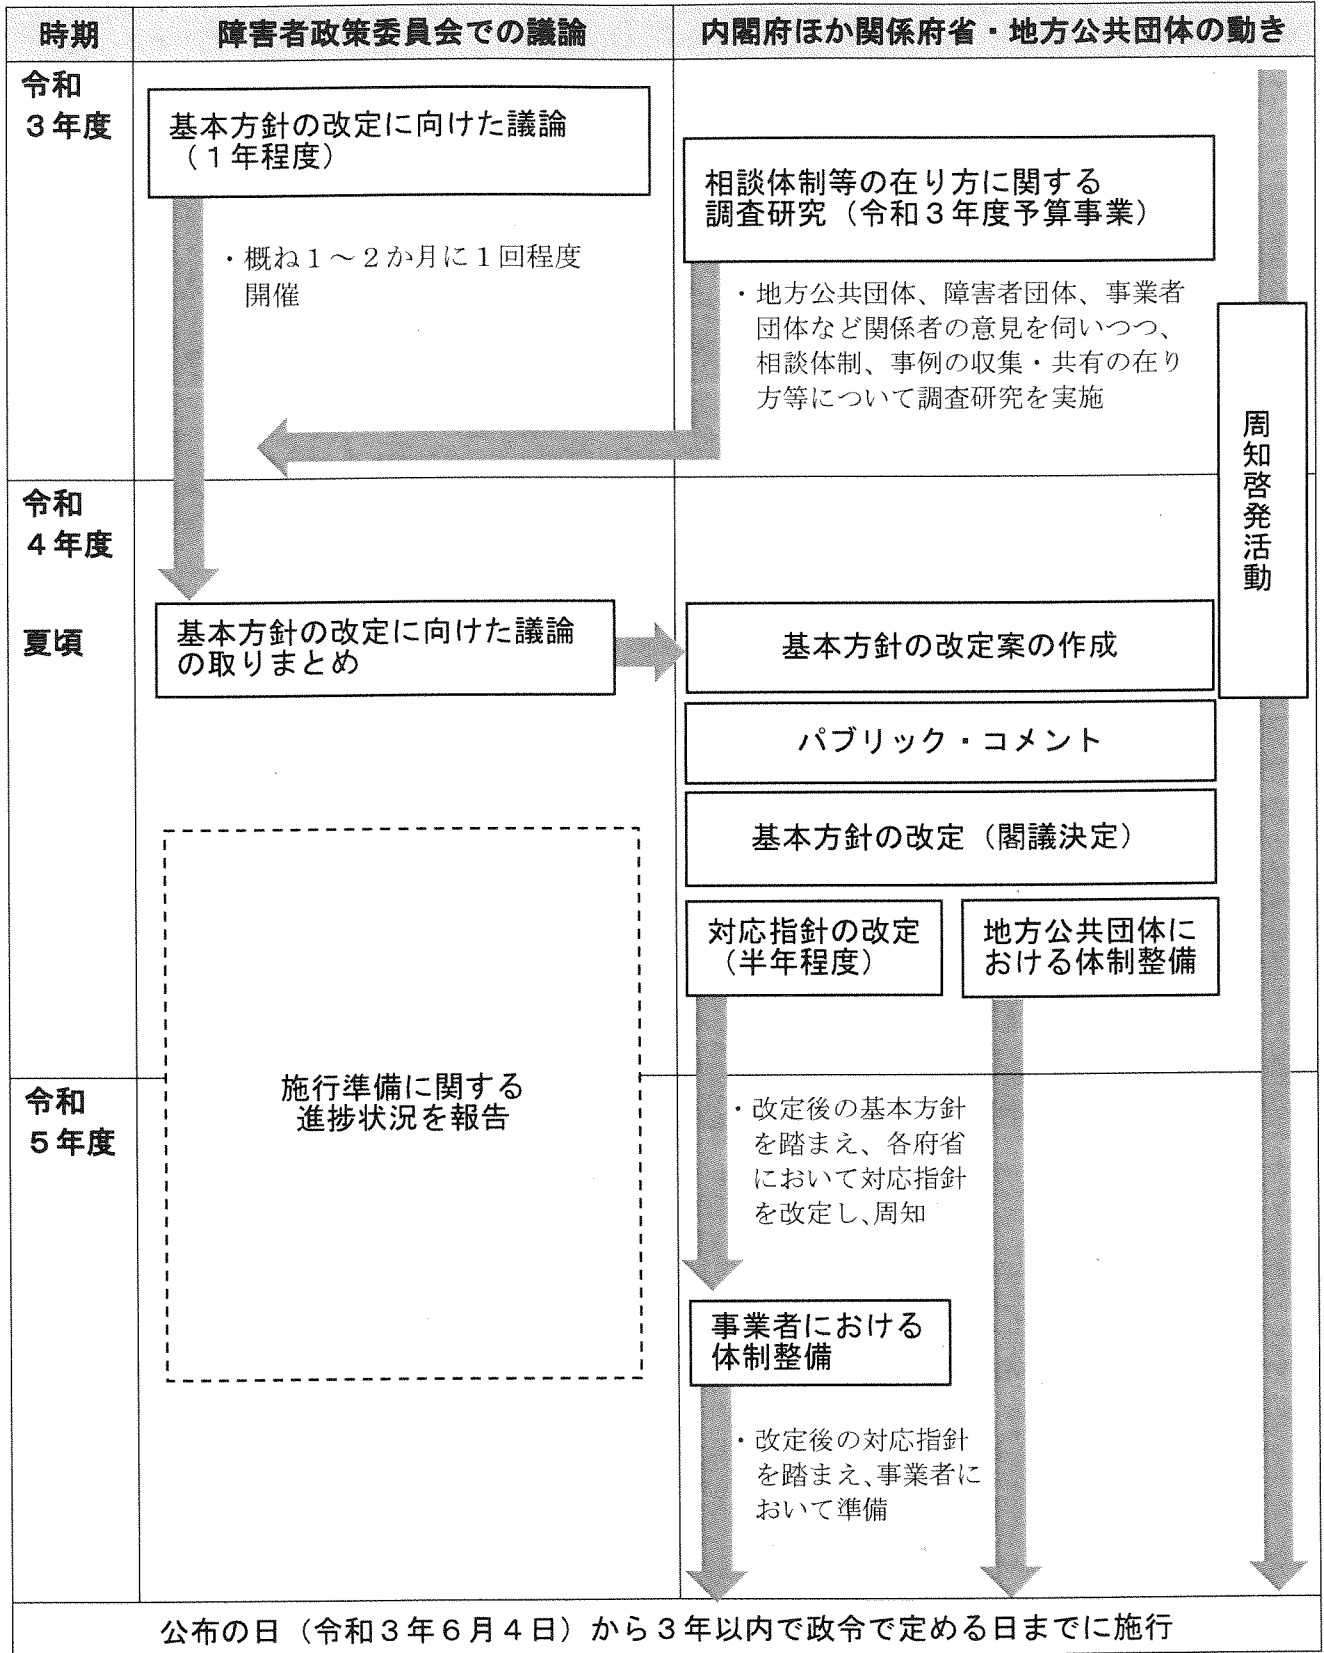 時期
障害者政策委員会での議論
内閣府ほか関係府省・地方公共団体の動き
令和
３年度
基本方針の改定に向けた議論
（１年程度）
・概ね１～２か月に１回程度
開催
相談体制等の在り方に関する
調査研究（令和３年度予算事業）
・地方公共団体、障害者団体、事業者
団体など関係者の意見を伺いつつ、
相談体制、事例の収集・共有の在り
方等について調査研究を実施
周知啓発活動
令和
４年度
夏頃
基本方針の改定に向けた議論
の取りまとめ
基本方針の改定案の作成
パブリック・コメント
基本方針の改定（閣議決定）
対応指針の改定
（半年程度）
地方公共団体に
おける体制整備
施行準備に関する
進捗状況を報告
令和
５年度
・改定後の基本方針
を踏まえ、各府省
において対応指針
を改定し、周知
事業者における
体制整備
・改定後の対応指針
を踏まえ、事業者に
おいて準備
公布の日（令和３年６月４日）から３年以内で政令で定める日までに施行